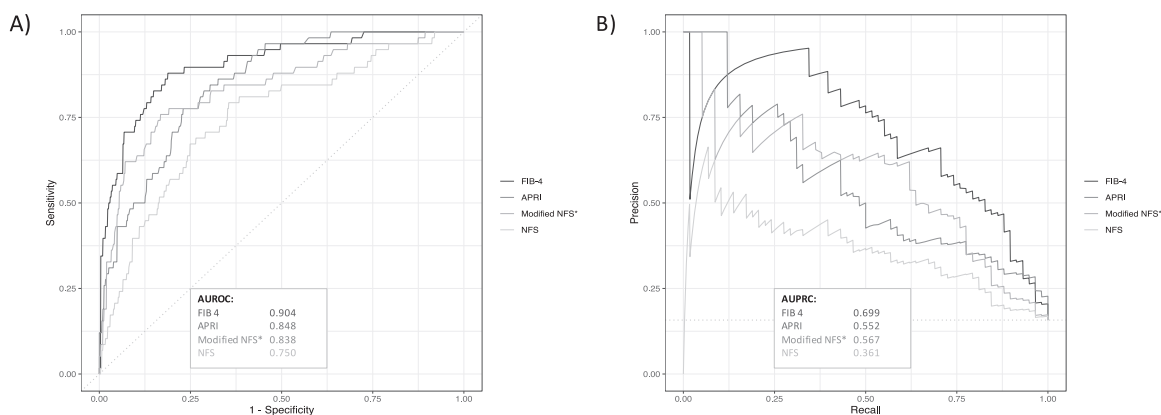 A)
1.00
0.75
0.50
0.25
0.00
Sensitivity
0.00 0.25 0.50 0.75 1.00
1 - Specificity
FIB-4
APRI
Modified NFS*
NFS
AUROC:
FIB 4 0.904
APRI 0.848
Modified NFS* 0.838
NFS 0.750
B)
1.00
0.75
0.50
0.25
0.00
Precision
0.00 0.25 0.50 0.75 1.00
Recall
FIB-4
APRI
Modified NFS*
NFS
AUPRC:
FIB 4 0.699
APRI 0.552
Modified NFS* 0.567
NFS 0.361